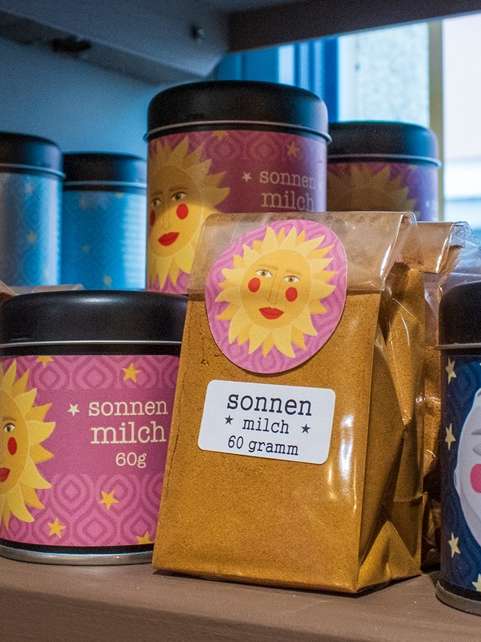 ★ sonnen
milch
★ sonnen
milch
60g
sonnen
★ milch ★
60 gramm